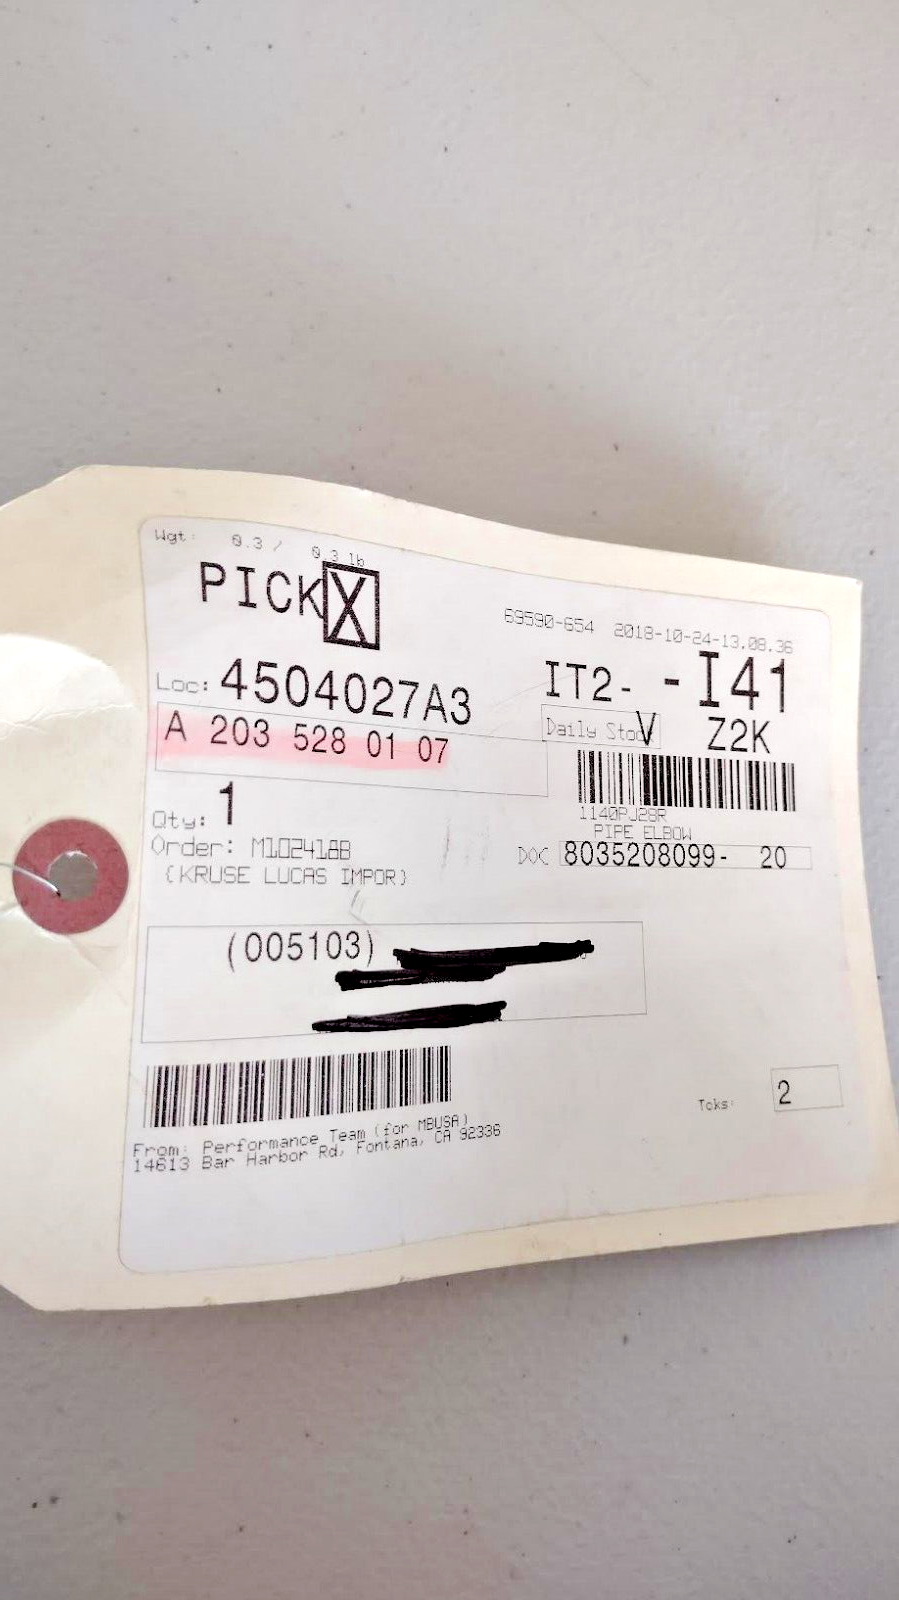 Wgt: 0.3 / 0.3 lb
PICK X
69590-654 2018-10-24-13.08.36
Loc: 4504027A3
IT2- -I41
A 203 528 01 07
Daily Stock Z2K
V
Qty: 1
1140PJ28R
PIPE ELBOW
Order: M102418B
DOC 8035208099- 20
(KRUSE LUCAS IMPOR)
(005103)
Toks: 2
From: Performance Team (for MBUSA)
14613 Bar Harbor Rd, Fontana, CA 92336